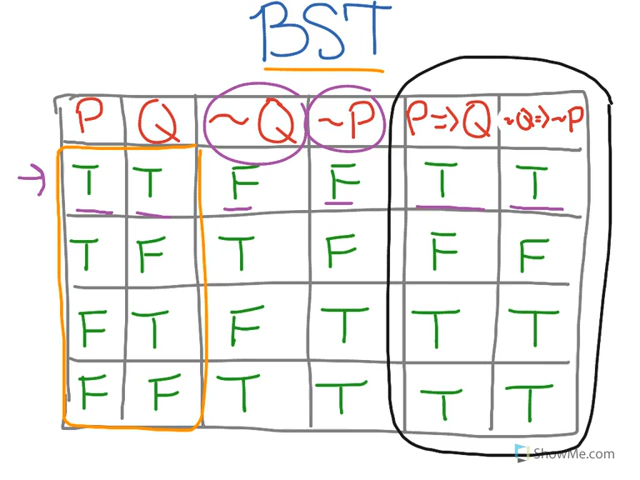 BST
P Q ~Q ~P P=>Q ~Q=>~P
T T F F T T
T F T F F F
F T F T T T
F F T T T T
ShowMe.com